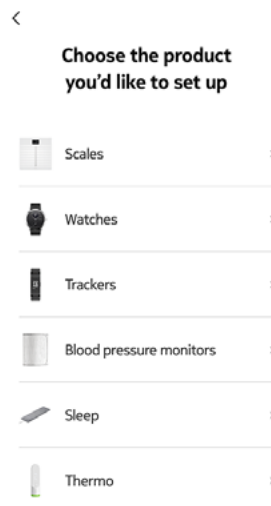 Choose the product
you'd like to set up
Scales
Watches
Trackers
Blood pressure monitors
Sleep
Thermo